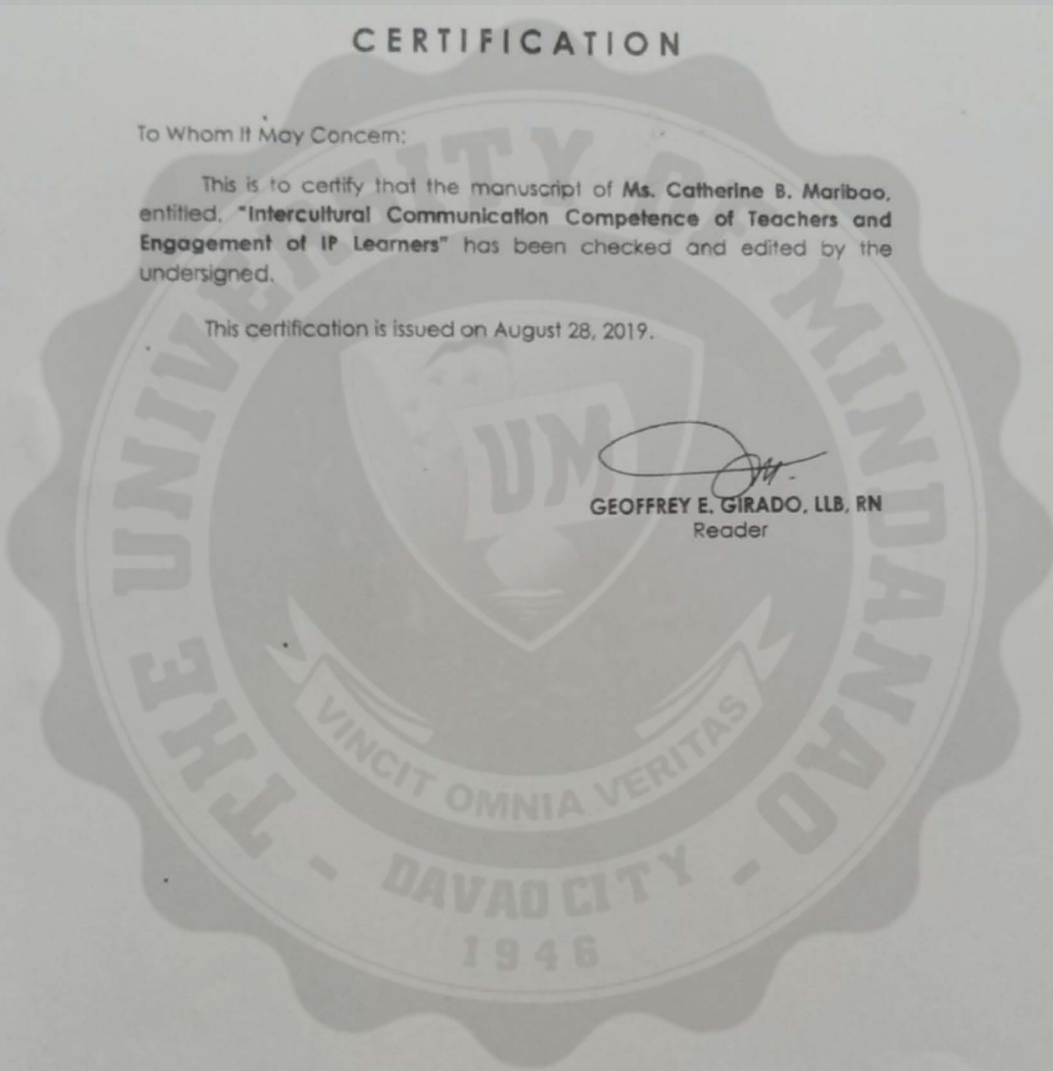 CERTIFICATION
To Whom It May Concern:
This is to certify that the manuscript of Ms. Catherine B. Maribao,
entitled, "Intercultural Communication Competence of Teachers and
Engagement of IP Learners" has been checked and edited by the
undersigned.
This certification is issued on August 28, 2019.
GEOFFREY E. GIRADO, LLB, RN
Reader
THE UNIVERSITY OF MINDANAO
UM
VINCIT OMNIA VERITAS
- DAVAO CITY -
1946